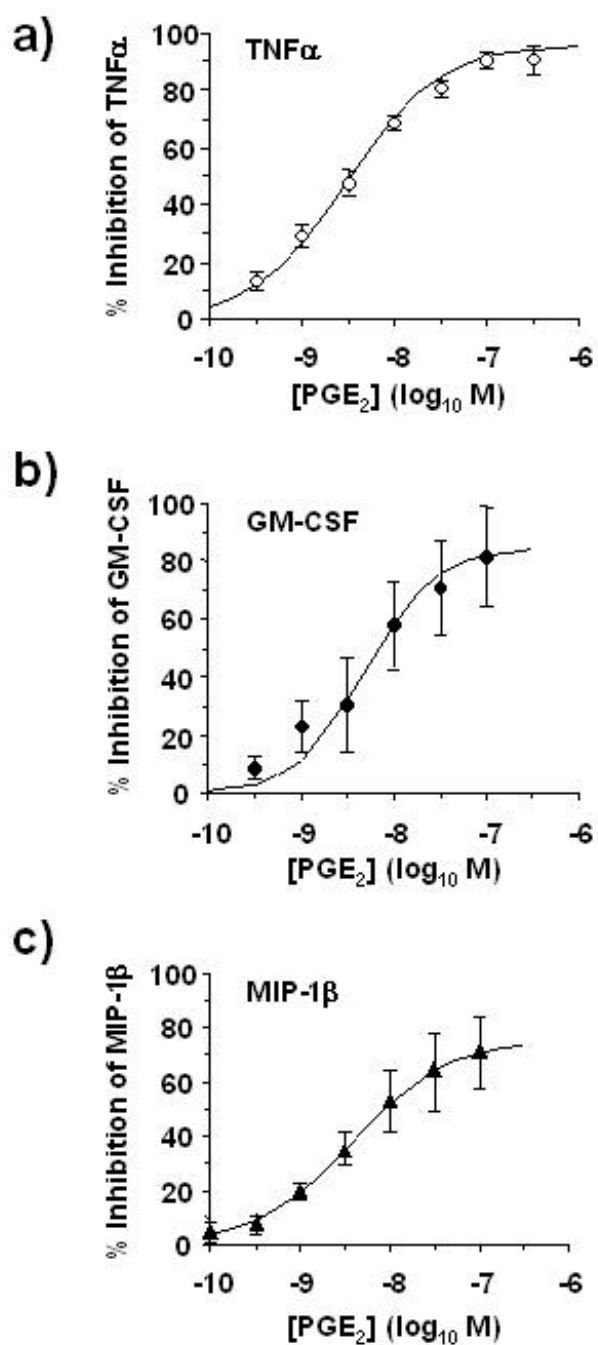 a)
TNFα
% Inhibition of TNFα
100
80
60
40
20
0
-10 -9 -8 -7 -6
[PGE₂] (log₁₀ M)
b)
GM-CSF
% Inhibition of GM-CSF
100
80
60
40
20
0
-10 -9 -8 -7 -6
[PGE₂] (log₁₀ M)
c)
MIP-1β
% Inhibition of MIP-1β
100
80
60
40
20
0
-10 -9 -8 -7 -6
[PGE₂] (log₁₀ M)